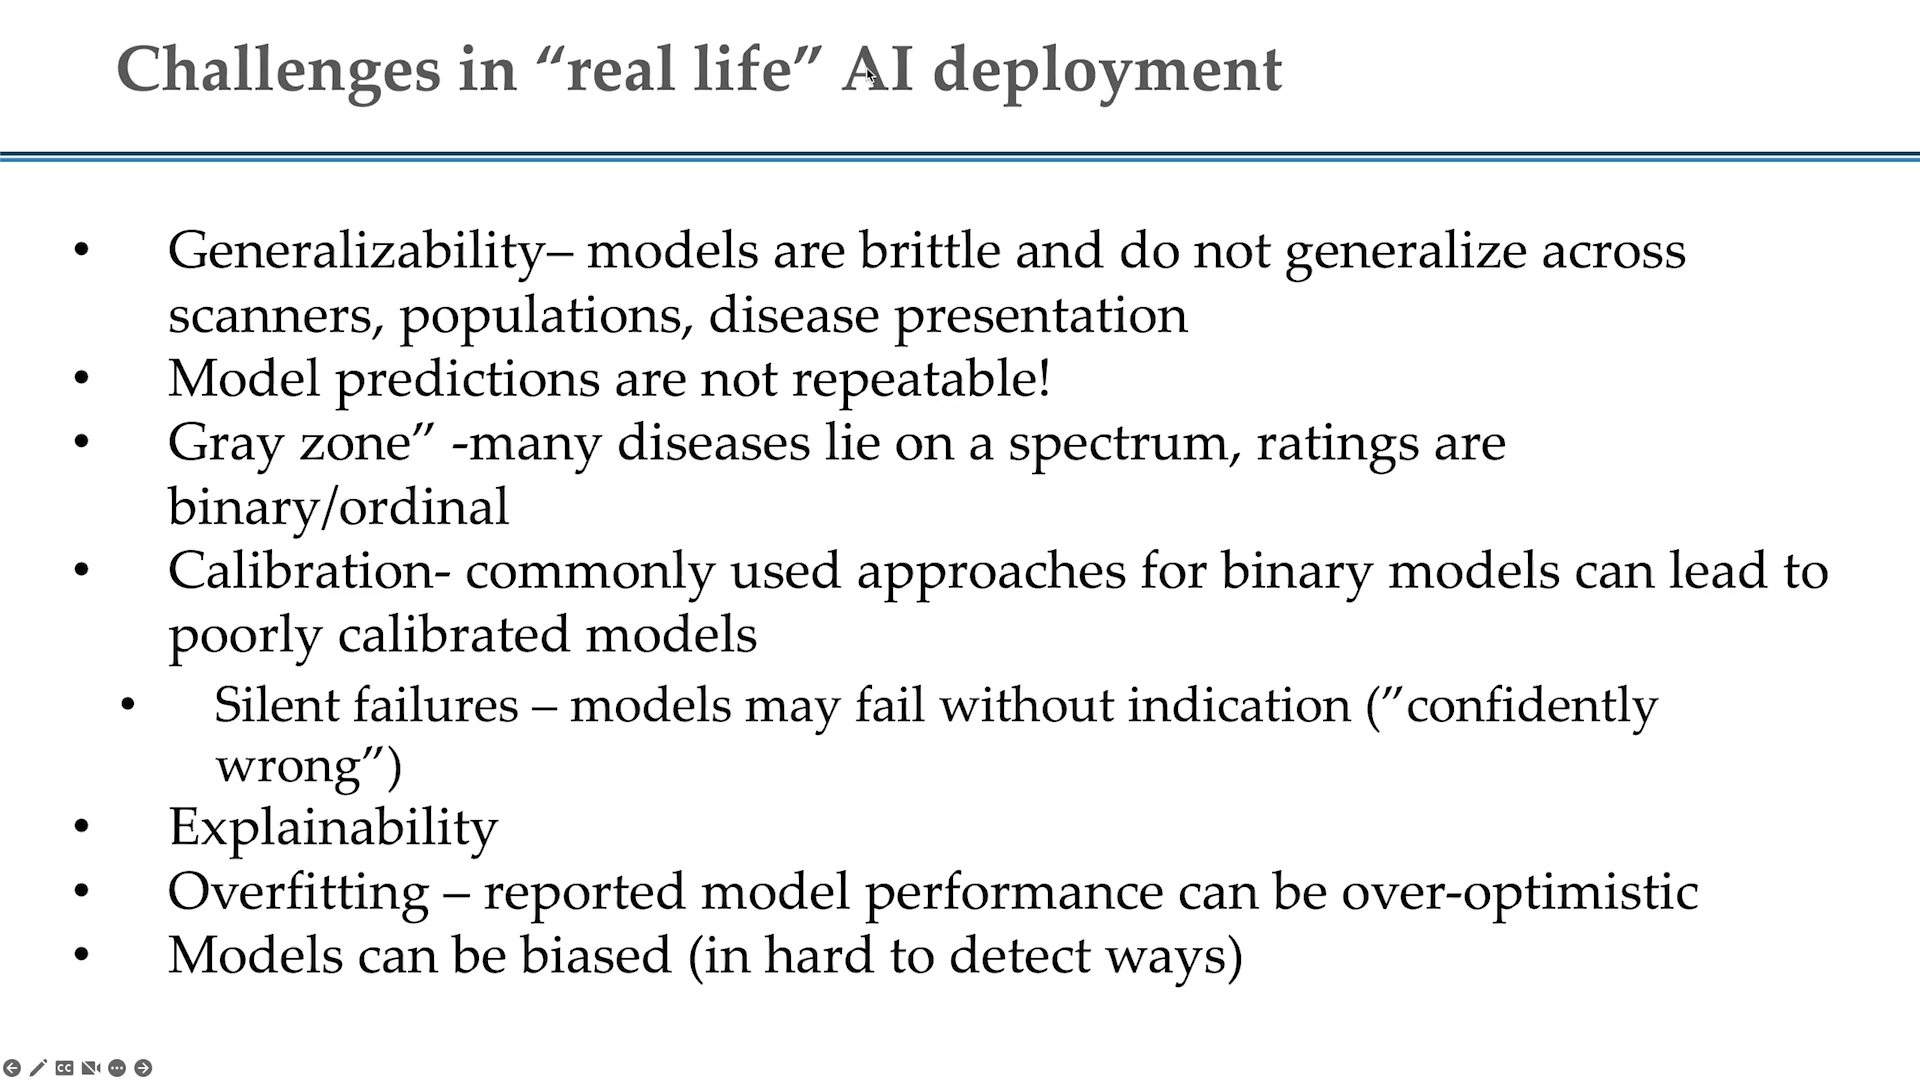 Challenges in “real life” AI deployment
• Generalizability– models are brittle and do not generalize across
scanners, populations, disease presentation
• Model predictions are not repeatable!
• Gray zone” -many diseases lie on a spectrum, ratings are
binary/ordinal
• Calibration- commonly used approaches for binary models can lead to
poorly calibrated models
• Silent failures – models may fail without indication (”confidently
wrong”)
• Explainability
• Overfitting – reported model performance can be over-optimistic
• Models can be biased (in hard to detect ways)
CC